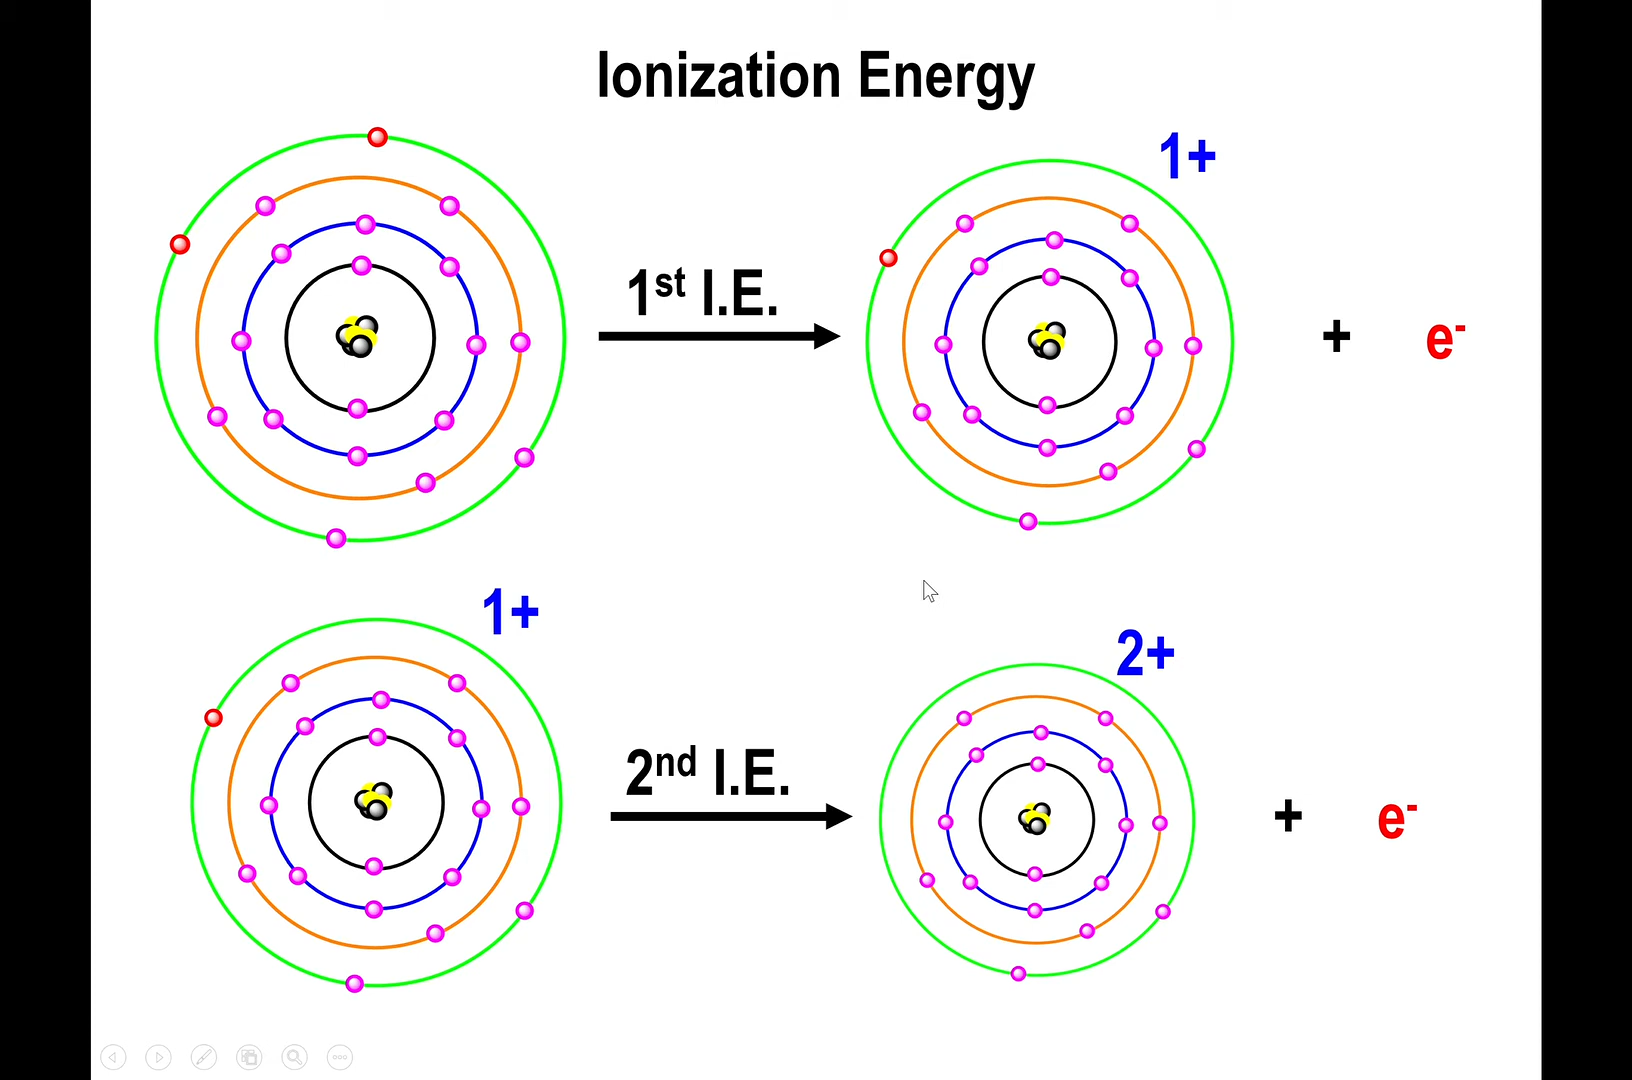 Ionization Energy
1+
1st I.E.
+ e-
1+
2+
2nd I.E.
+ e-